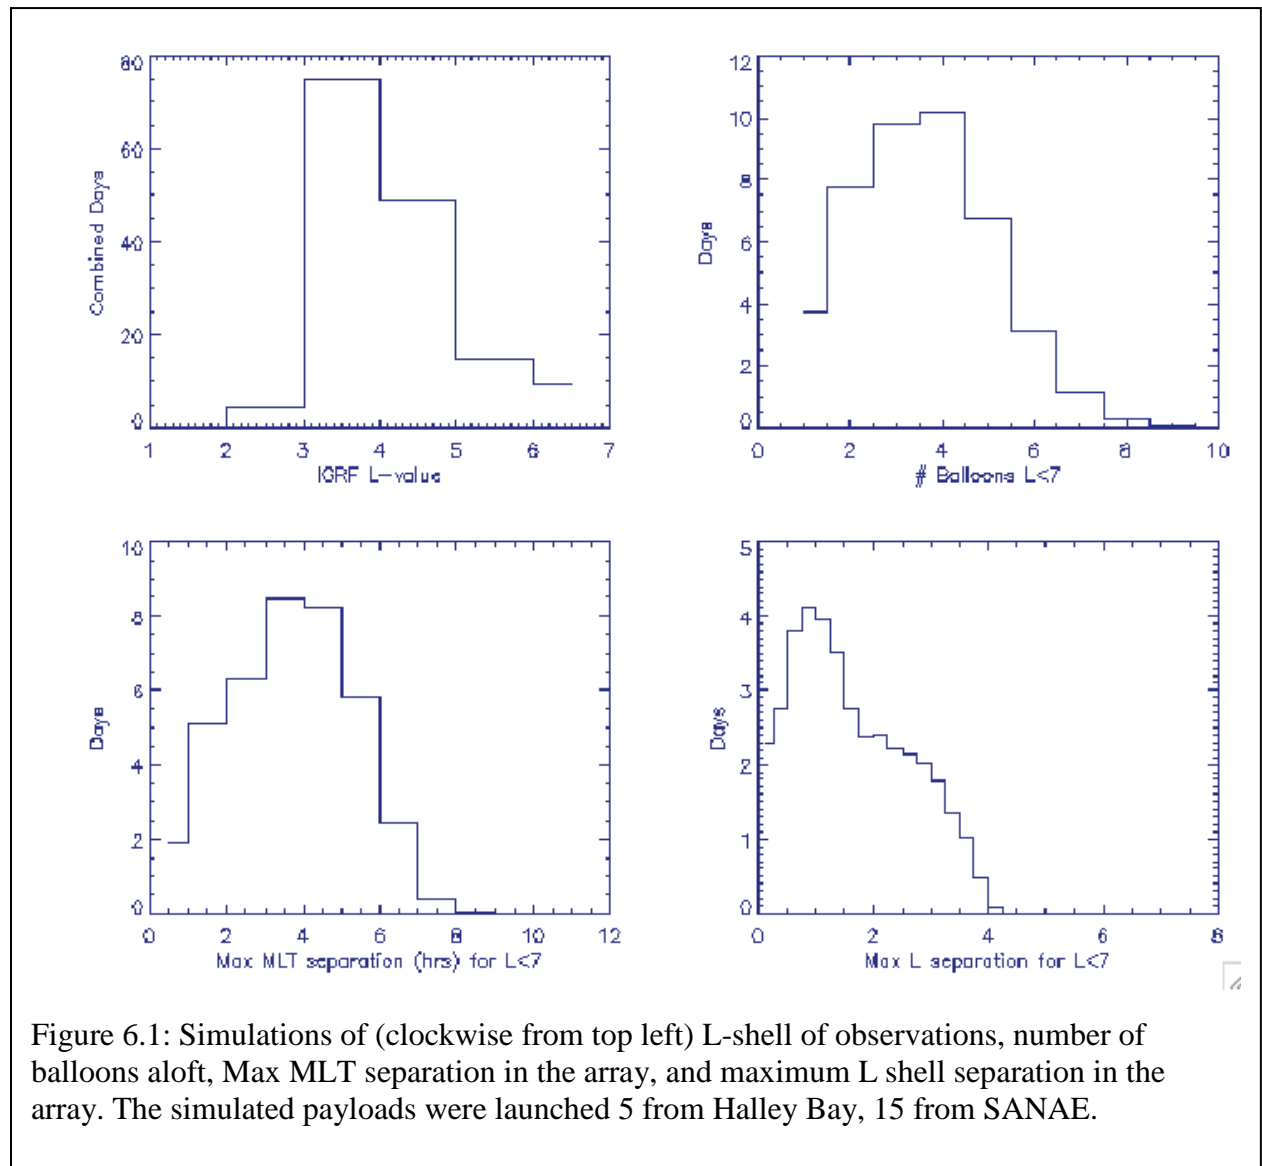 80
60
40
20
0
Combined Days
1 2 3 4 5 6 7
IGRF L-value
12
10
8
6
4
2
0
Days
0 2 4 6 8 10
# Balloons L<7
10
8
6
4
2
0
Days
0 2 4 6 8 10 12
Max MLT separation (hrs) for L<7
5
4
3
2
1
0
Days
0 2 4 6 8
Max L separation for L<7
Figure 6.1: Simulations of (clockwise from top left) L-shell of observations, number of
balloons aloft, Max MLT separation in the array, and maximum L shell separation in the
array. The simulated payloads were launched 5 from Halley Bay, 15 from SANAE.